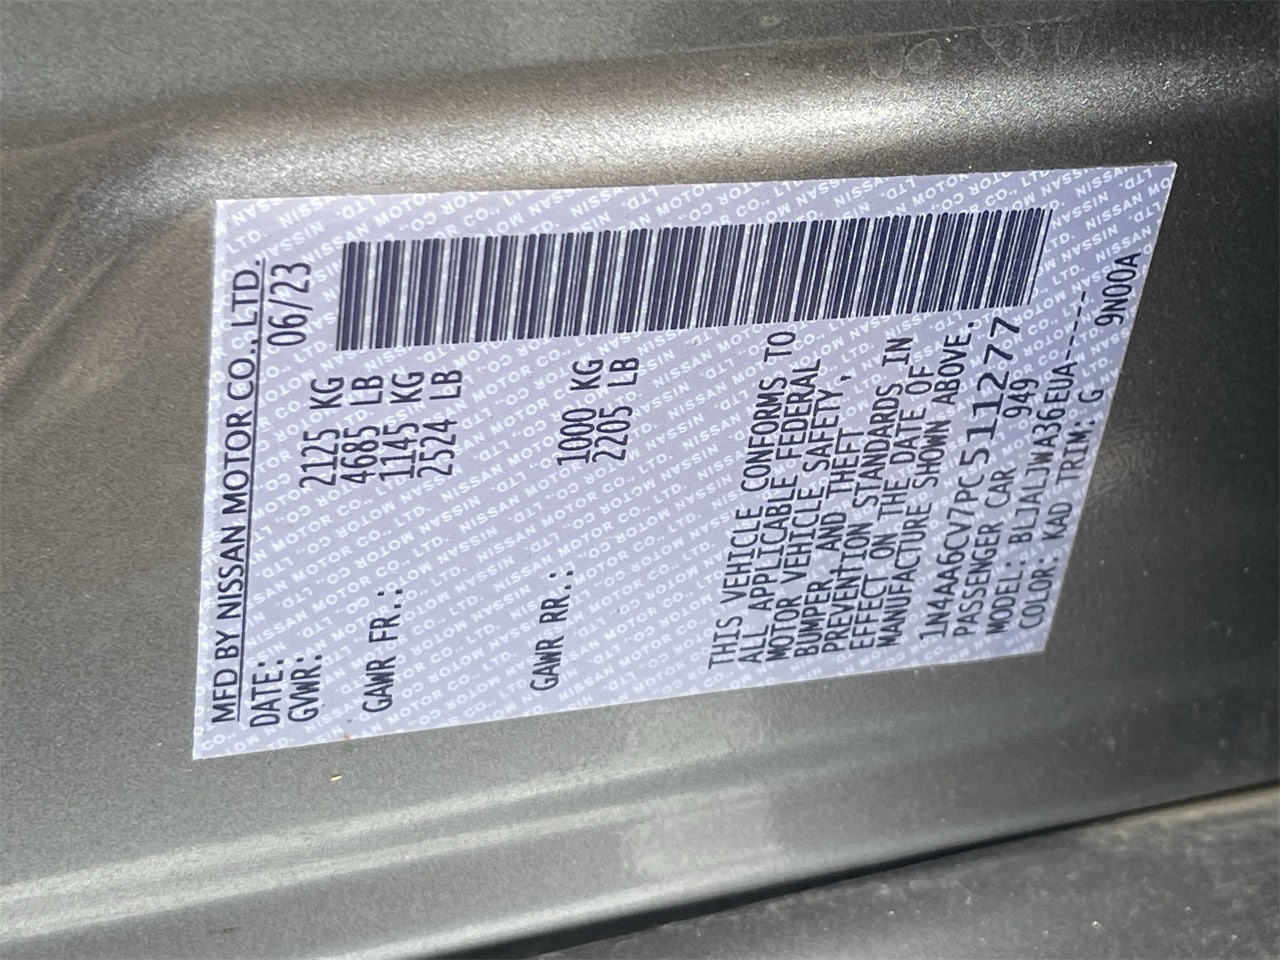 MFD BY NISSAN MOTOR CO.,LTD.
DATE: 06/23
GVWR: 2125 KG
4685 LB
GAWR FR.: 1145 KG
2524 LB
GAWR RR.: 1000 KG
2205 LB
THIS VEHICLE CONFORMS TO
ALL APPLICABLE FEDERAL
MOTOR VEHICLE SAFETY,
BUMPER AND THEFT
PREVENTION STANDARDS IN
EFFECT ON THE DATE OF
MANUFACTURE SHOWN ABOVE.
1N4AA6CV7PC511277
PASSENGER CAR 949
MODEL: BLJALJWA36EUA-----
COLOR: KAD TRIM: G 9N00A